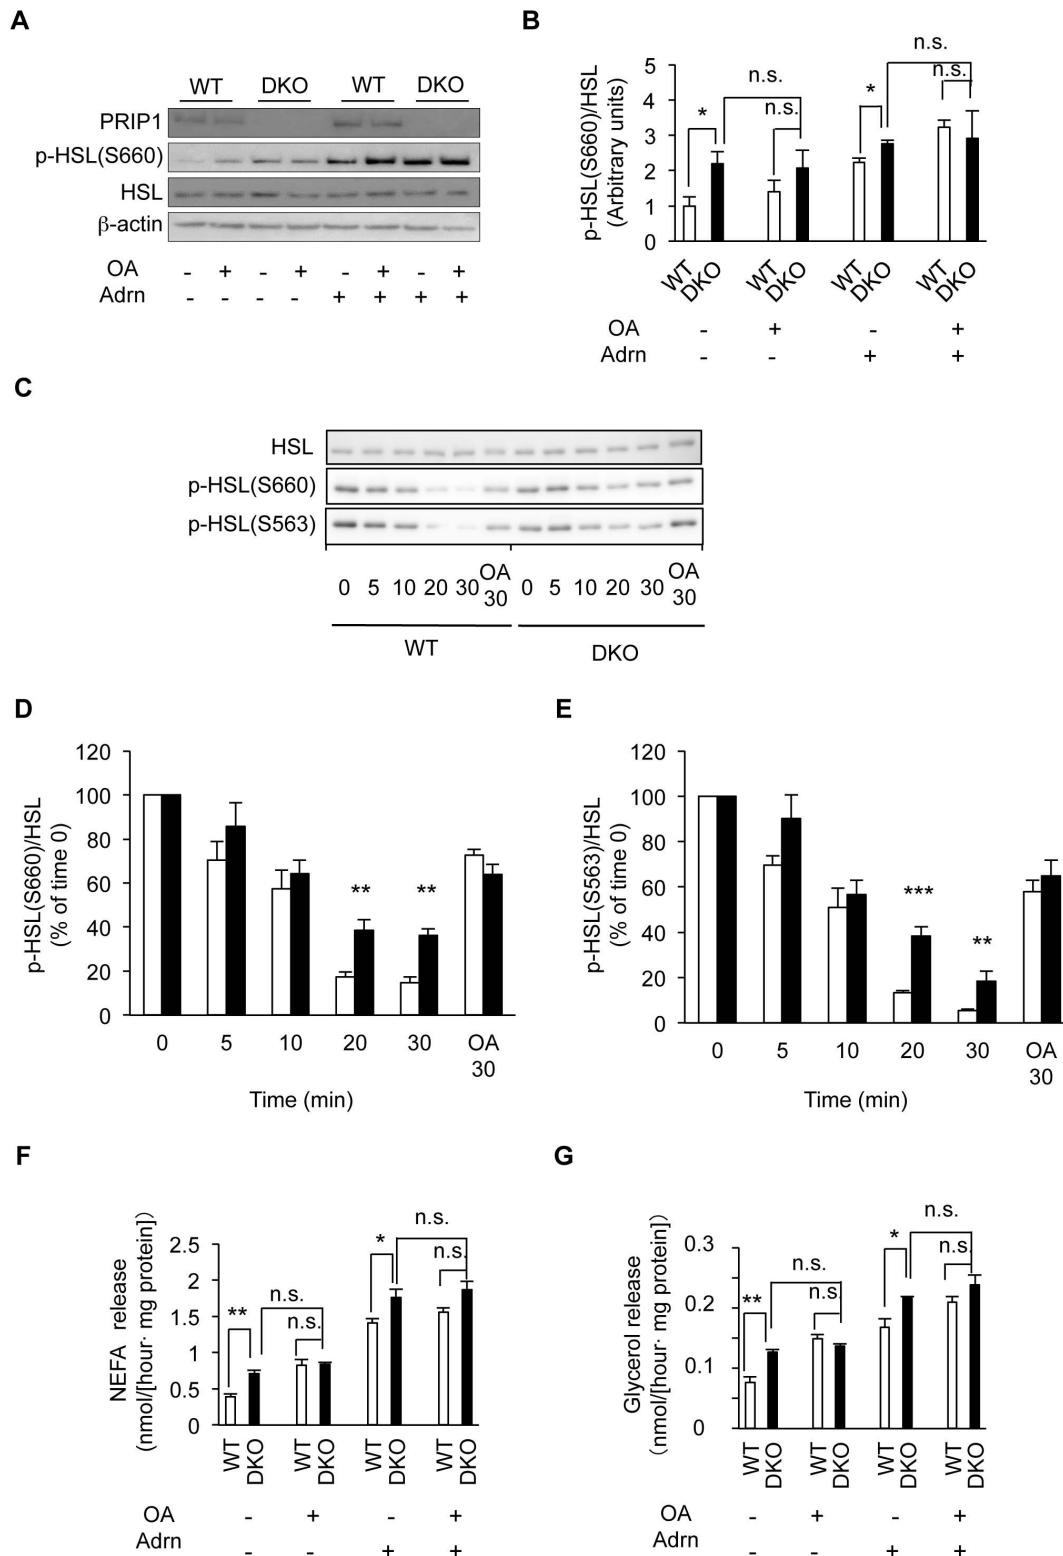 A
WT DKO WT DKO
PRIP1
p-HSL(S660)
HSL
β-actin
OA - + - + - + - +
Adrn - - - - + + + +
B
p-HSL(S660)/HSL
(Arbitrary units)
5
4
3
2
1
0
* n.s. n.s. * n.s. n.s.
WT DKO WT DKO WT DKO WT DKO
OA - + - +
Adrn - - + +
C
HSL
p-HSL(S660)
p-HSL(S563)
0 5 10 20 30 OA 30 0 5 10 20 30 OA 30
WT DKO
D
p-HSL(S660)/HSL
(% of time 0)
120
100
80
60
40
20
0
** **
0 5 10 20 30 OA
30
Time (min)
E
p-HSL(S563)/HSL
(% of time 0)
120
100
80
60
40
20
0
*** **
0 5 10 20 30 OA
30
Time (min)
F
NEFA release
(nmol/[hour· mg protein])
2.5
2
1.5
1
0.5
0
** n.s. n.s. * n.s. n.s.
WT DKO WT DKO WT DKO WT DKO
OA - + - +
Adrn - - + +
G
Glycerol release
(nmol/[hour· mg protein])
0.3
0.2
0.1
0
** n.s. n.s. * n.s. n.s.
WT DKO WT DKO WT DKO WT DKO
OA - + - +
Adrn - - + +